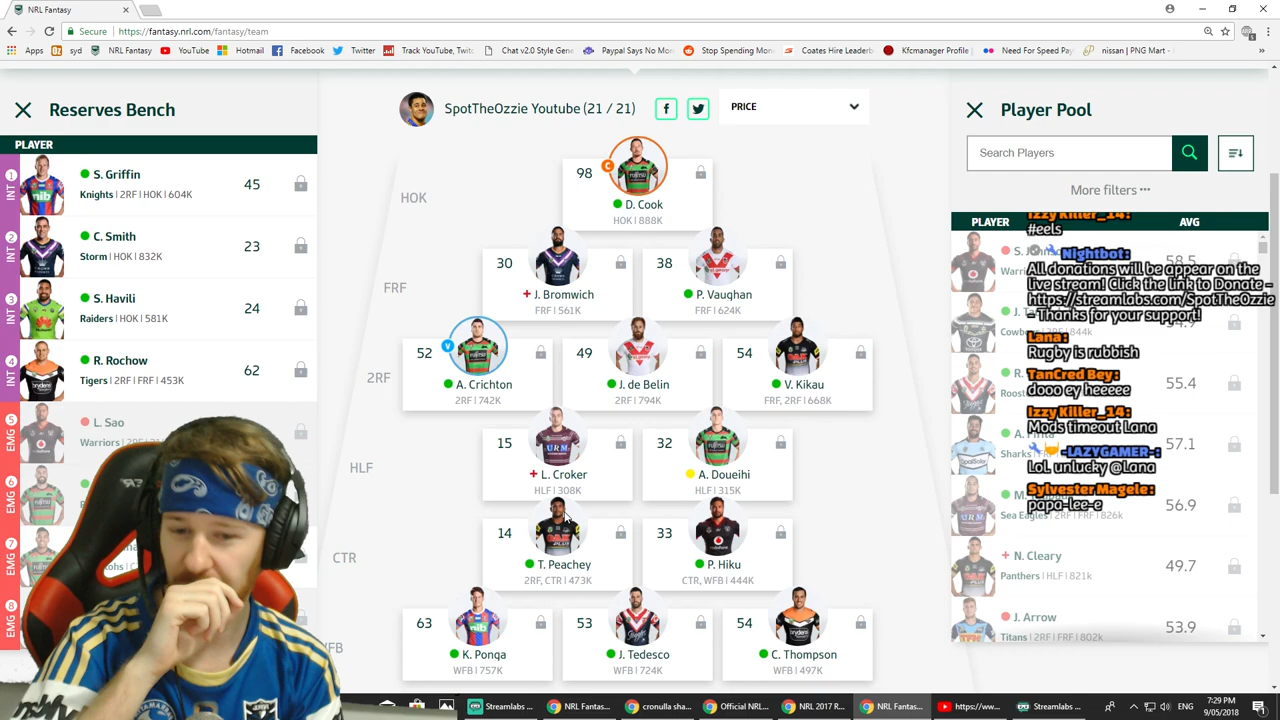 NRL Fantasy
Secure
https://fantasy.nrl.com/fantasy/team
Apps
Oz
syd
NRL Fantasy
YouTube
Hotmail
Facebook
Twitter
Track YouTube, Twitc
Chat v2.0 Style Gene
Paypal Says No More
Stop Spending Mone
Coates Hire Leaderb
Kfcmanager Profile
Need For Speed Pay
nissan | PNG Mart -
Reserves Bench
PLAYER
INT 1
S. Griffin
Knights | 2RF | HOK | 604K
45
INT 2
C. Smith
Storm | HOK | 832K
23
INT 3
S. Havili
Raiders | HOK | 581K
24
INT 4
R. Rochow
Tigers | 2RF | FRF | 453K
62
EMG 5
L. Sao
Warriors
EMG 6
EMG 7
EMG 8
SpotTheOzzie Youtube (21 / 21)
PRICE
HOK
98
C
D. Cook
HOK | 888K
FRF
30
J. Bromwich
FRF | 561K
38
P. Vaughan
FRF | 624K
2RF
52
V
A. Crichton
2RF | 742K
49
J. de Belin
2RF | 794K
54
V. Kikau
FRF, 2RF | 668K
HLF
15
L. Croker
HLF | 308K
32
A. Doueihi
HLF | 315K
CTR
14
T. Peachey
2RF, CTR | 473K
33
P. Hiku
CTR, WFB | 444K
63
K. Ponga
WFB | 757K
53
J. Tedesco
WFB | 724K
54
C. Thompson
WFB | 497K
Player Pool
Search Players
More filters
PLAYER
AVG
58.5
Cowboys
844k
55.4
Sharks
57.1
Sea Eagles
826k
56.9
N. Cleary
Panthers | HLF | 821k
49.7
J. Arrow
Titans | 2RF | FRF | 802k
53.9
Izzy Killer_14:
#eels
Nightbot:
All donations will be appear on the
live stream! Click the link to Donate -
https://streamlabs.com/SpotTheOzzie
- Thanks for your support!
Lana:
Rugby is rubbish
TanCred Bey:
dooo ey heeeee
Izzy Killer_14:
Mods timeout Lana
-LAZYGAMER-:
LoL unlucky @Lana
Sylvester Magele:
papa-lee-e
Streamlabs ...
NRL Fantas...
cronulla sha...
Official NRL...
NRL 2017 R...
NRL Fantas...
https://ww...
Streamlabs ...
ENG
7:29 PM
9/05/2018